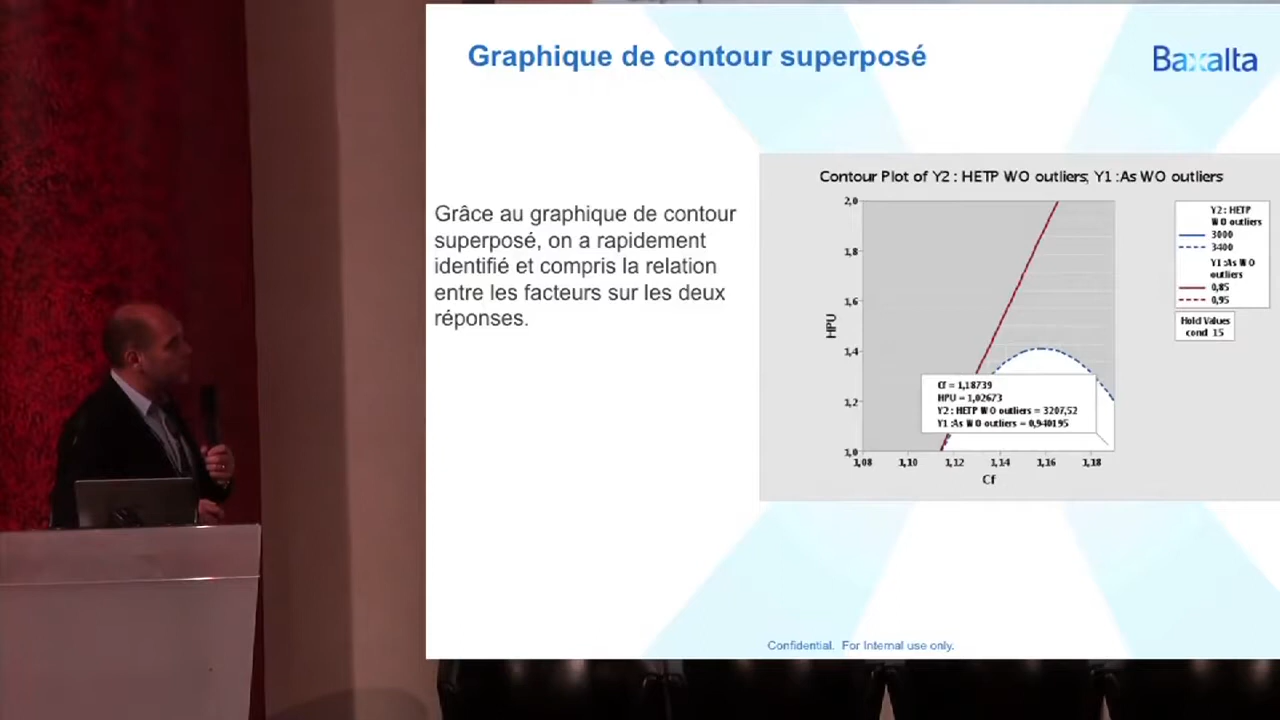 Graphique de contour superposé
Baxalta
Grâce au graphique de contour
superposé, on a rapidement
identifié et compris la relation
entre les facteurs sur les deux
réponses.
Contour Plot of Y2 : HETP WO outliers; Y1 :As WO outliers
2,0
1,8
1,6
1,4
1,2
1,0
HPU
1,08 1,10 1,12 1,14 1,16 1,18
Cf
Cf = 1,18739
HPU = 1,02673
Y2 : HETP WO outliers = 3207,52
Y1 :As WO outliers = 0,940195
Y2 : HETP
WO outliers
3000
3400
Y1 :As WO
outliers
0,85
0,95
Hold Values
cond 15
Confidential. For Internal use only.